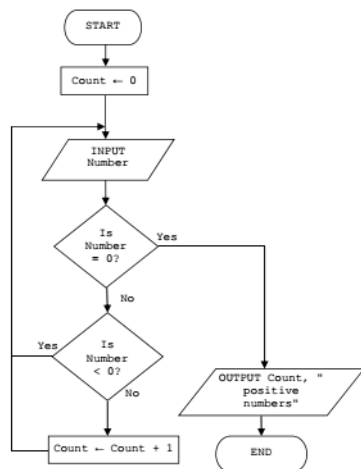 START
Count ← 0
INPUT
Number
Is
Number
= 0?
Yes
No
Is
Number
< 0?
Yes
No
Count ← Count + 1
OUTPUT Count, "
positive
numbers"
END